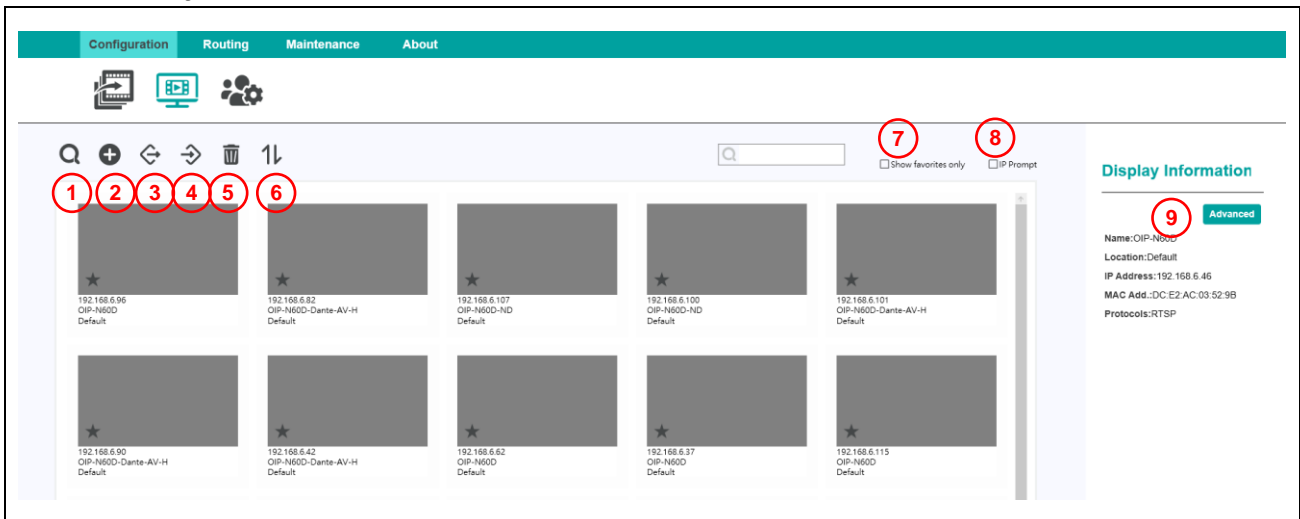 Configuration Routing Maintenance About
7 8
Show favorites only IP Prompt
1 2 3 4 5 6
Display Information
9 Advanced
Name:OIP-N60D
Location:Default
IP Address:192.168.6.46
MAC Add.:DC:E2:AC:03:52:9B
Protocols:RTSP
192.168.6.96 192.168.6.82 192.168.6.107 192.168.6.100 192.168.6.101
OIP-N60D OIP-N60D-Dante-AV-H OIP-N60D-ND OIP-N60D-ND OIP-N60D-Dante-AV-H
Default Default Default Default Default
192.168.6.90 192.168.6.42 192.168.6.62 192.168.6.37 192.168.6.115
OIP-N60D-Dante-AV-H OIP-N60D-Dante-AV-H OIP-N60D OIP-N60D OIP-N60D
Default Default Default Default Default